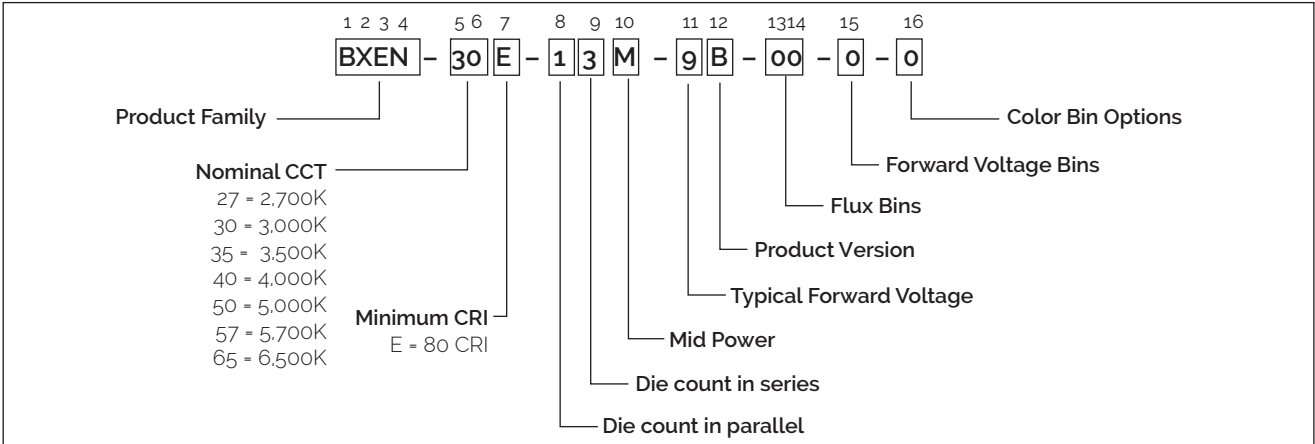 1 2 3 4 5 6 7 8 9 10 11 12 1314 15 16
BXEN – 30 E – 1 3 M – 9 B – 00 – 0 – 0
Product Family
Color Bin Options
Nominal CCT
27 = 2,700K
30 = 3,000K
35 = 3,500K
40 = 4,000K
50 = 5,000K
57 = 5,700K
65 = 6,500K
Minimum CRI
E = 80 CRI
Forward Voltage Bins
Flux Bins
Product Version
Typical Forward Voltage
Mid Power
Die count in series
Die count in parallel